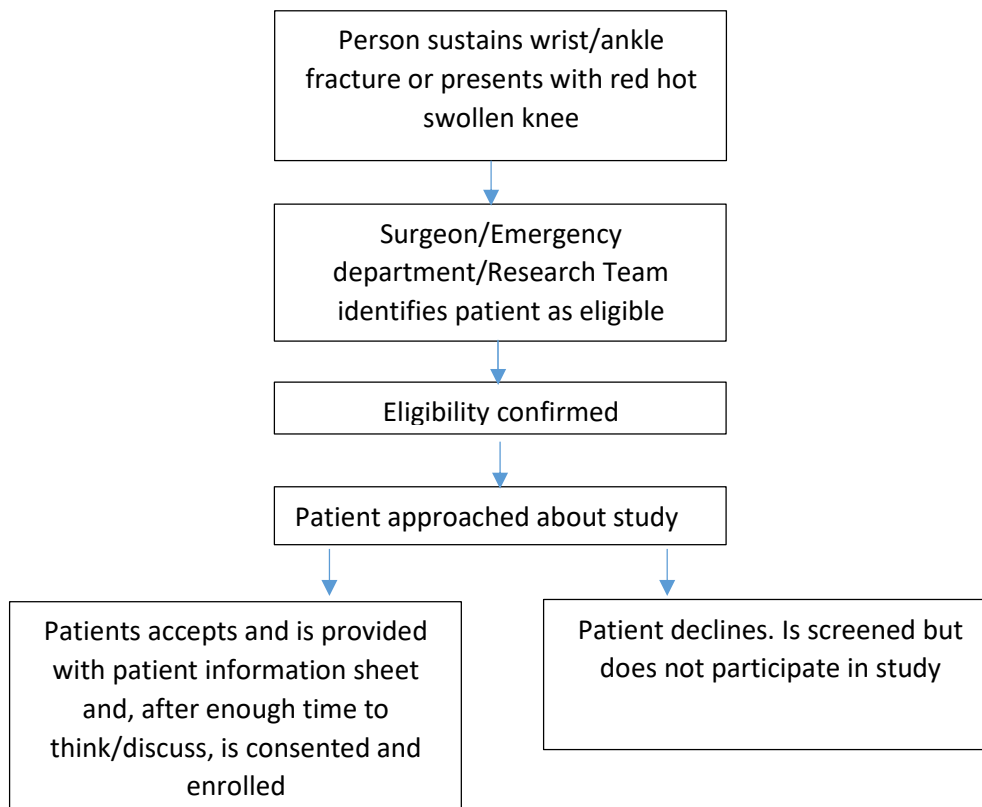 Person sustains wrist/ankle
fracture or presents with red hot
swollen knee
Surgeon/Emergency
department/Research Team
identifies patient as eligible
Eligibility confirmed
Patient approached about study
Patients accepts and is provided
with patient information sheet
and, after enough time to
think/discuss, is consented and
enrolled
Patient declines. Is screened but
does not participate in study